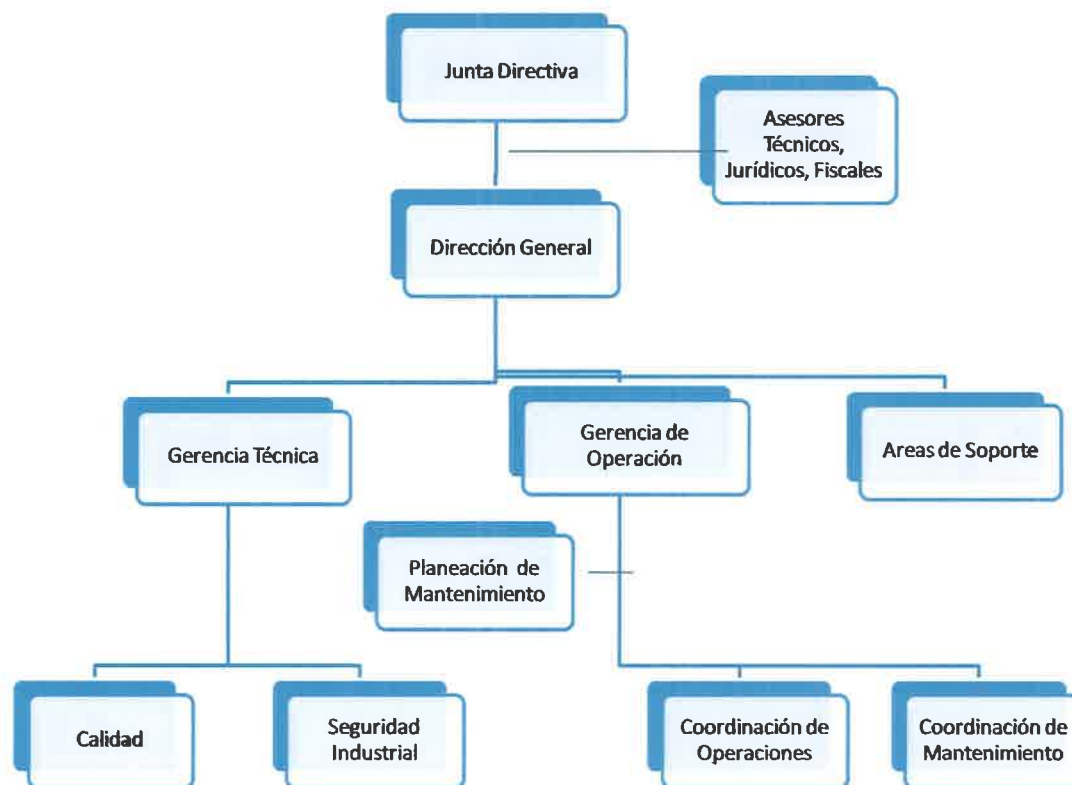 Junta Directiva
Asesores
Técnicos,
Jurídicos, Fiscales
Dirección General
Gerencia Técnica
Gerencia de
Operación
Areas de Soporte
Planeación de
Mantenimiento
Calidad
Seguridad
Industrial
Coordinación de
Operaciones
Coordinación de
Mantenimiento